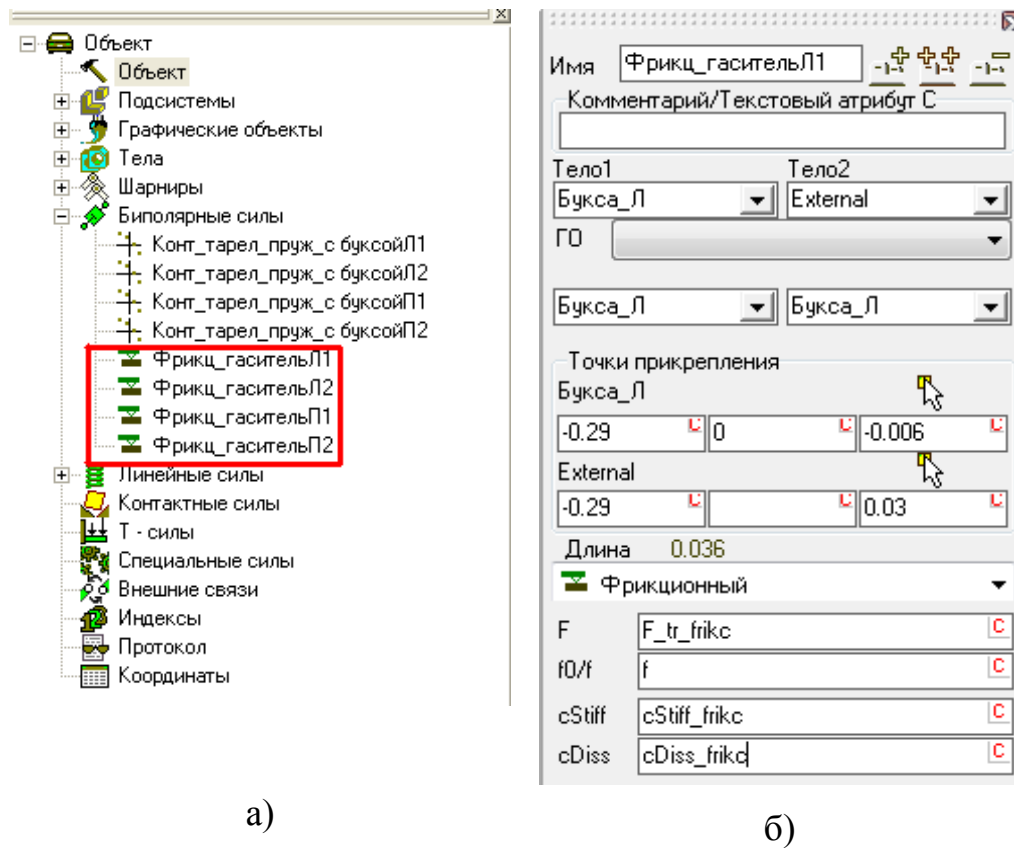 Объект
Объект
Подсистемы
Графические объекты
Тела
Шарниры
Биполярные силы
Конт_тарел_пруж_с буксойЛ1
Конт_тарел_пруж_с буксойЛ2
Конт_тарел_пруж_с буксойП1
Конт_тарел_пруж_с буксойП2
Фрикц_гасительЛ1
Фрикц_гасительЛ2
Фрикц_гасительП1
Фрикц_гасительП2
Линейные силы
Контактные силы
Т - силы
Специальные силы
Внешние связи
Индексы
Протокол
Координаты
а)
Имя Фрикц_гасительЛ1
Комментарий/Текстовый атрибут C
Тело1 Тело2
Букса_Л External
ГО
Букса_Л Букса_Л
Точки прикрепления
Букса_Л
-0.29 C 0 C -0.006 C
External
-0.29 C C 0.03 C
Длина 0.036
Фрикционный
F F_tr_frikc C
f0/f f C
cStiff cStiff_frikc C
cDiss cDiss_frikc C
б)